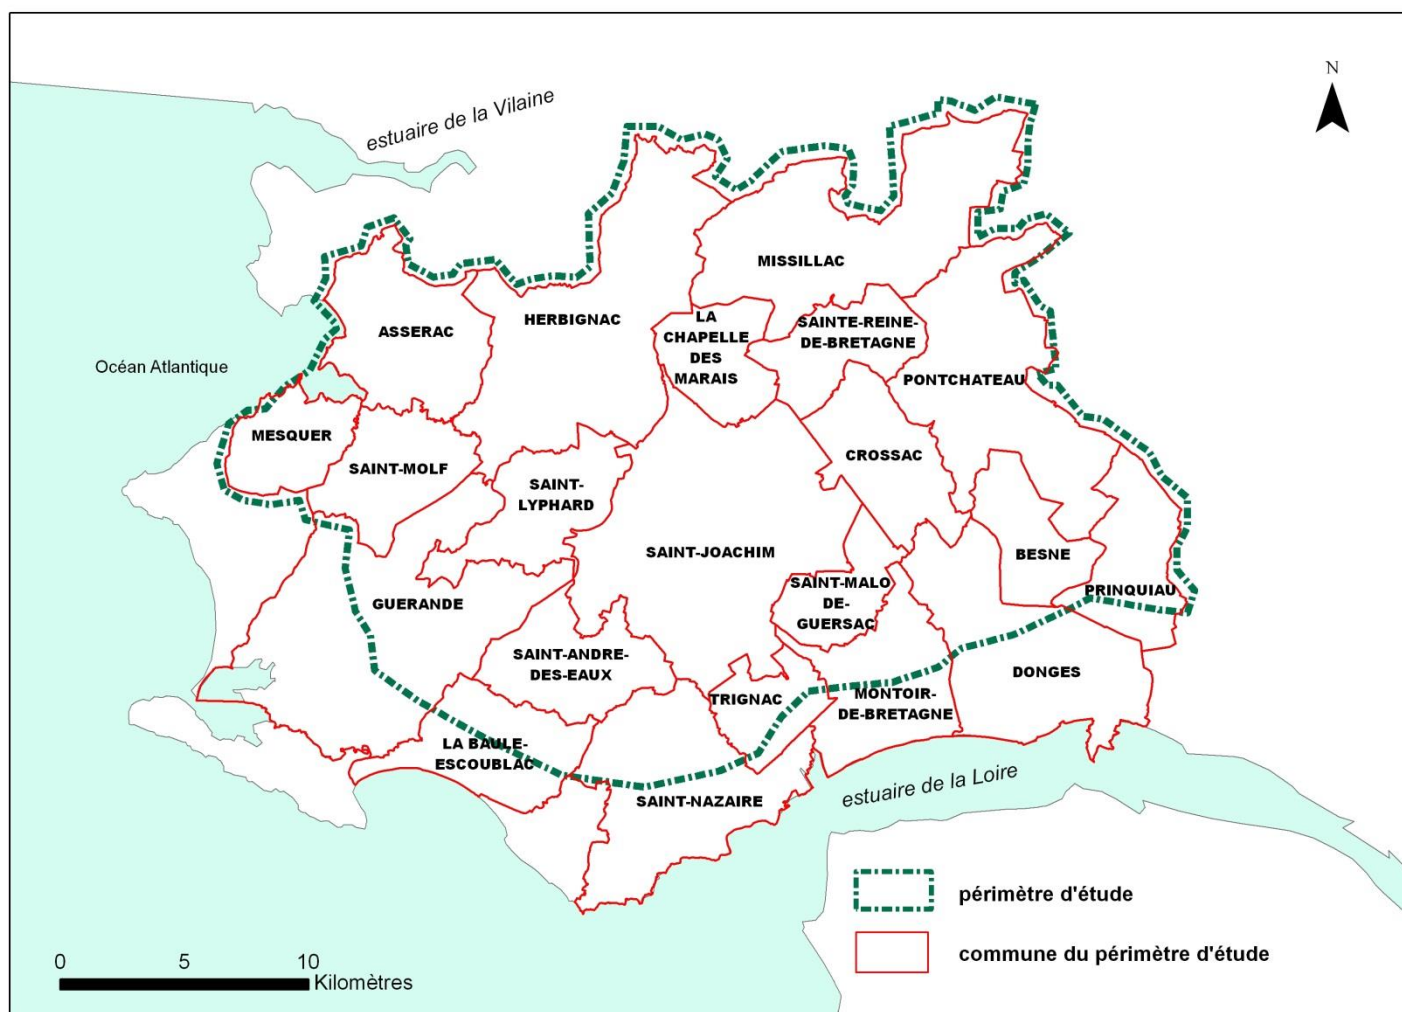 N
estuaire de la Vilaine
MISSILLAC
HERBIGNAC
ASSERAC
LA
CHAPELLE
DES
MARAIS
SAINTE-REINE-
DE-BRETAGNE
Océan Atlantique
PONTCHATEAU
MESQUER
SAINT-MOLF
CROSSAC
SAINT-
LYPHARD
SAINT-JOACHIM
BESNE
SAINT-MALO
DE-
GUERSAC
PRINQUIAU
GUERANDE
SAINT-ANDRE-
DES-EAUX
DONGES
TRIGNAC
MONTOIR-
DE-BRETAGNE
LA BAULE-
ESCOUBLAC
SAINT-NAZAIRE
estuaire de la Loire
périmètre d'étude
commune du périmètre d'étude
0 5 10
Kilomètres